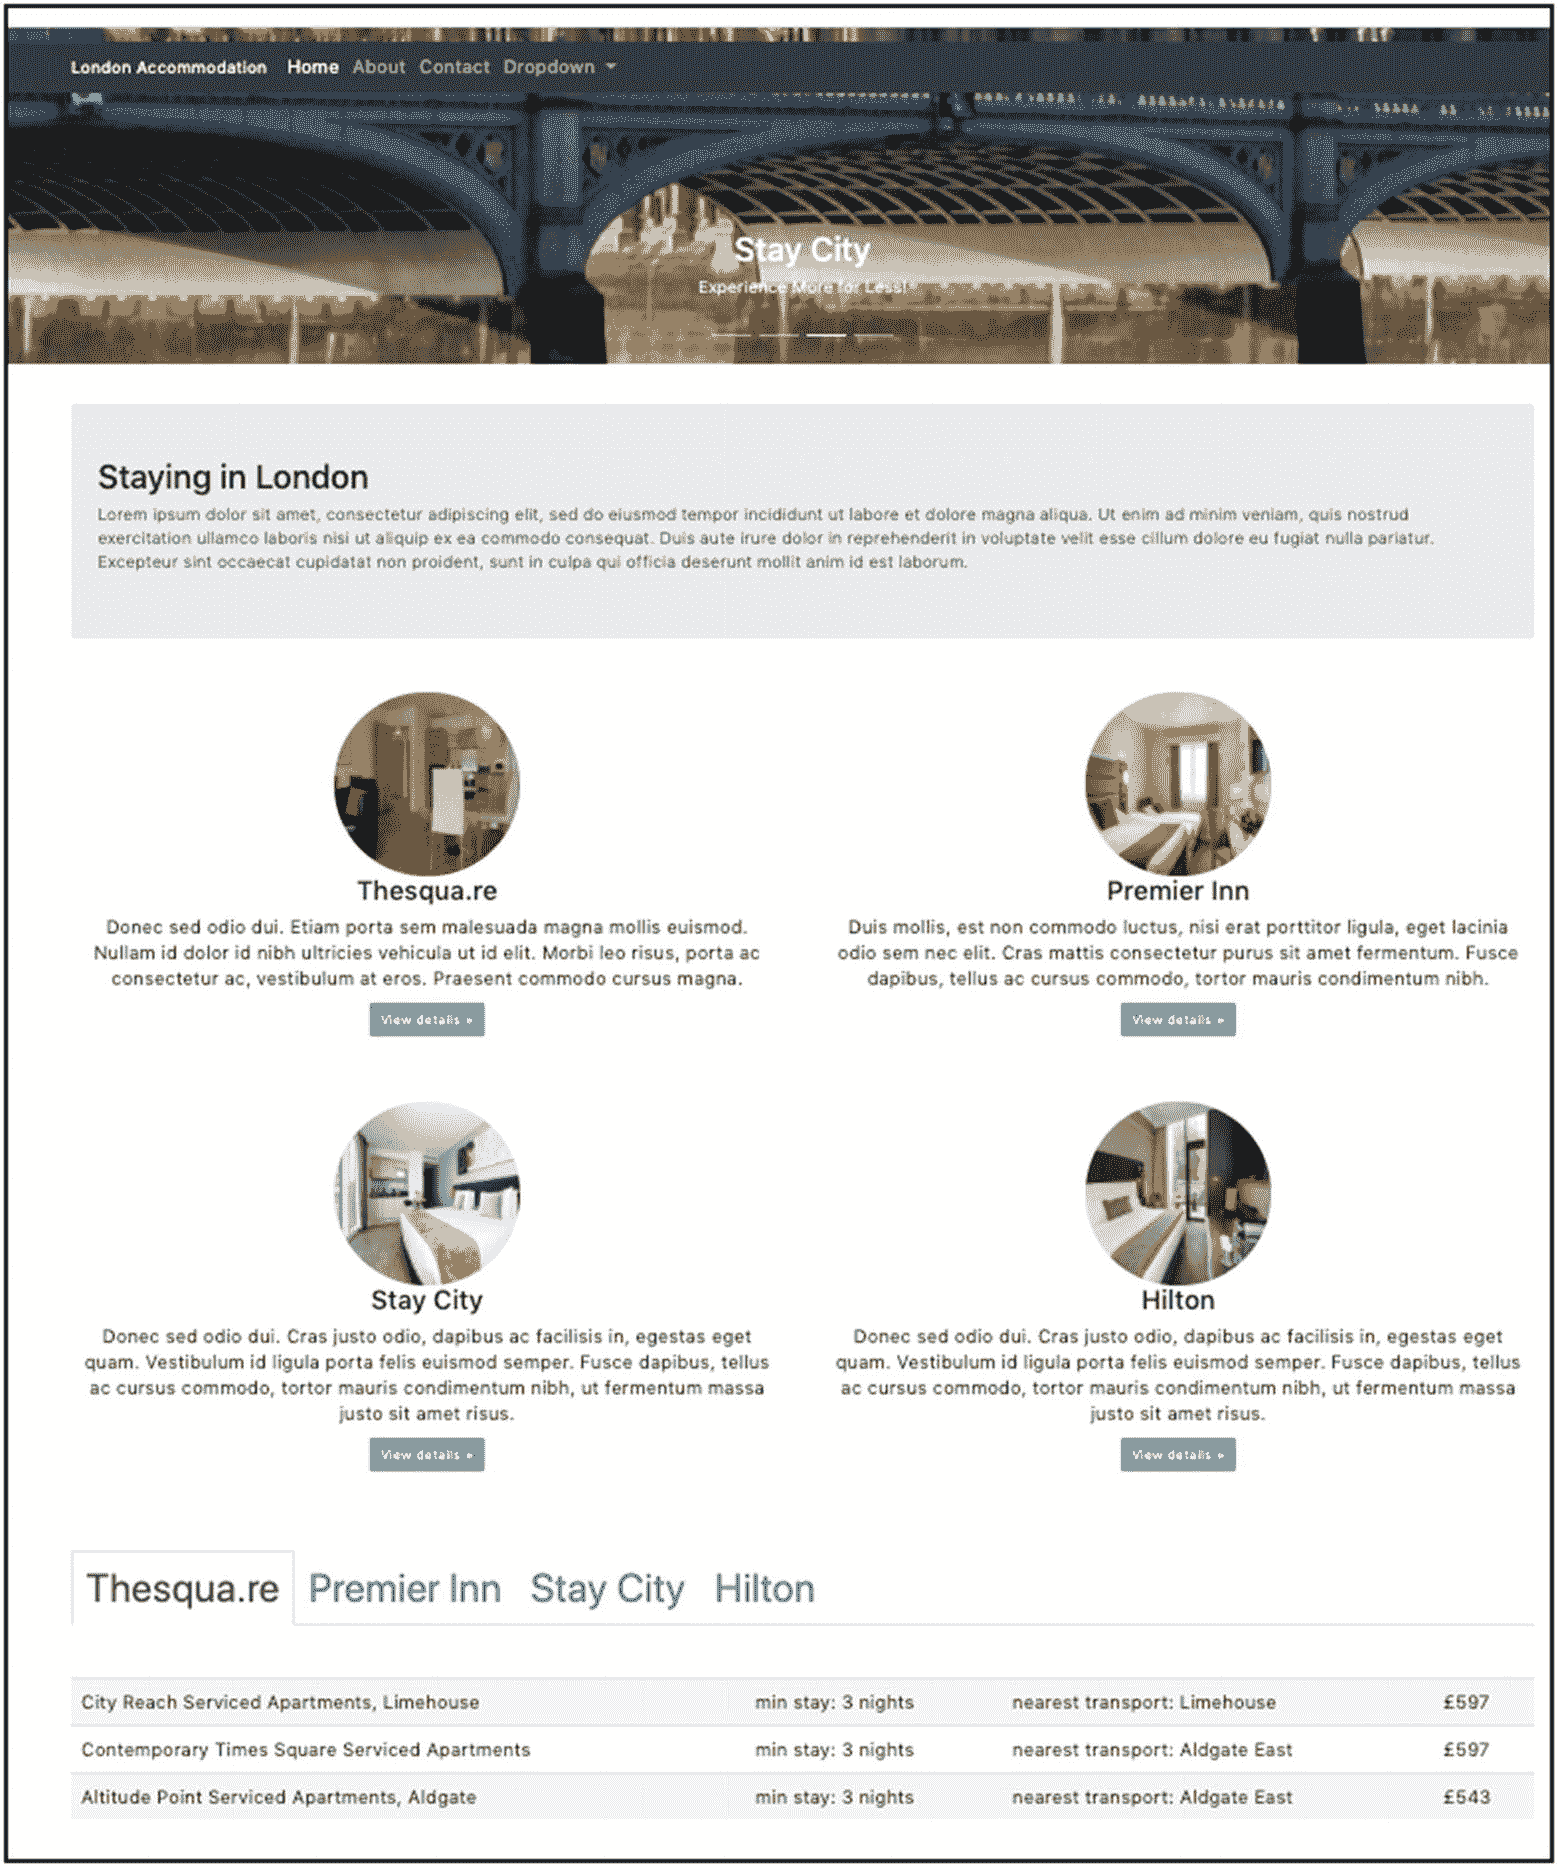 London Accommodation Home About Contact Dropdown
Stay City
Experience More for Less!
Staying in London
Lorem ipsum dolor sit amet, consectetur adipiscing elit, sed do eiusmod tempor incididunt ut labore et dolore magna aliqua. Ut enim ad minim veniam, quis nostrud
exercitation ullamco laboris nisi ut aliquip ex ea commodo consequat. Duis aute irure dolor in reprehenderit in voluptate velit esse cillum dolore eu fugiat nulla pariatur.
Excepteur sint occaecat cupidatat non proident, sunt in culpa qui officia deserunt mollit anim id est laborum.
Thesqua.re
Donec sed odio dui. Etiam porta sem malesuada magna mollis euismod.
Nullam id dolor id nibh ultricies vehicula ut id elit. Morbi leo risus, porta ac
consectetur ac, vestibulum at eros. Praesent commodo cursus magna.
View details »
Premier Inn
Duis mollis, est non commodo luctus, nisi erat porttitor ligula, eget lacinia
odio sem nec elit. Cras mattis consectetur purus sit amet fermentum. Fusce
dapibus, tellus ac cursus commodo, tortor mauris condimentum nibh.
View details »
Stay City
Donec sed odio dui. Cras justo odio, dapibus ac facilisis in, egestas eget
quam. Vestibulum id ligula porta felis euismod semper. Fusce dapibus, tellus
ac cursus commodo, tortor mauris condimentum nibh, ut fermentum massa
justo sit amet risus.
View details »
Hilton
Donec sed odio dui. Cras justo odio, dapibus ac facilisis in, egestas eget
quam. Vestibulum id ligula porta felis euismod semper. Fusce dapibus, tellus
ac cursus commodo, tortor mauris condimentum nibh, ut fermentum massa
justo sit amet risus.
View details »
Thesqua.re Premier Inn Stay City Hilton
City Reach Serviced Apartments, Limehouse min stay: 3 nights nearest transport: Limehouse £597
Contemporary Times Square Serviced Apartments min stay: 3 nights nearest transport: Aldgate East £597
Altitude Point Serviced Apartments, Aldgate min stay: 3 nights nearest transport: Aldgate East £543